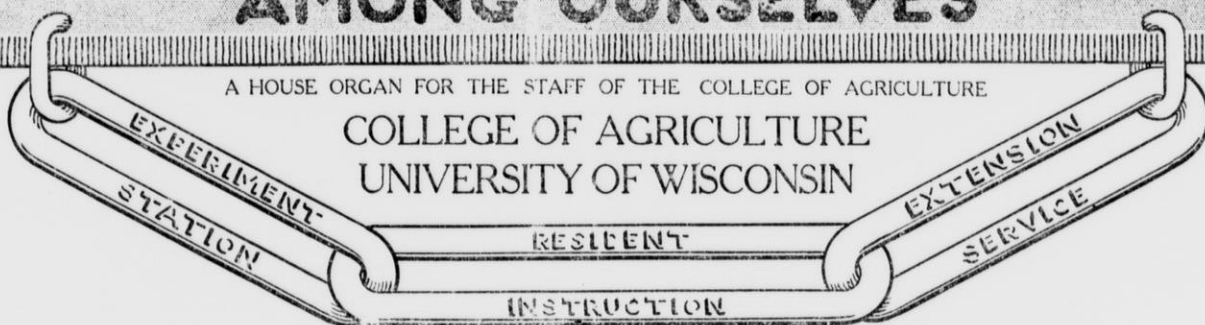 AMONG OURSELVES
A HOUSE ORGAN FOR THE STAFF OF THE COLLEGE OF AGRICULTURE
COLLEGE OF AGRICULTURE
UNIVERSITY OF WISCONSIN
EXPERIMENT
STATION
RESIDENT
INSTRUCTION
EXTENSION
SERVICE